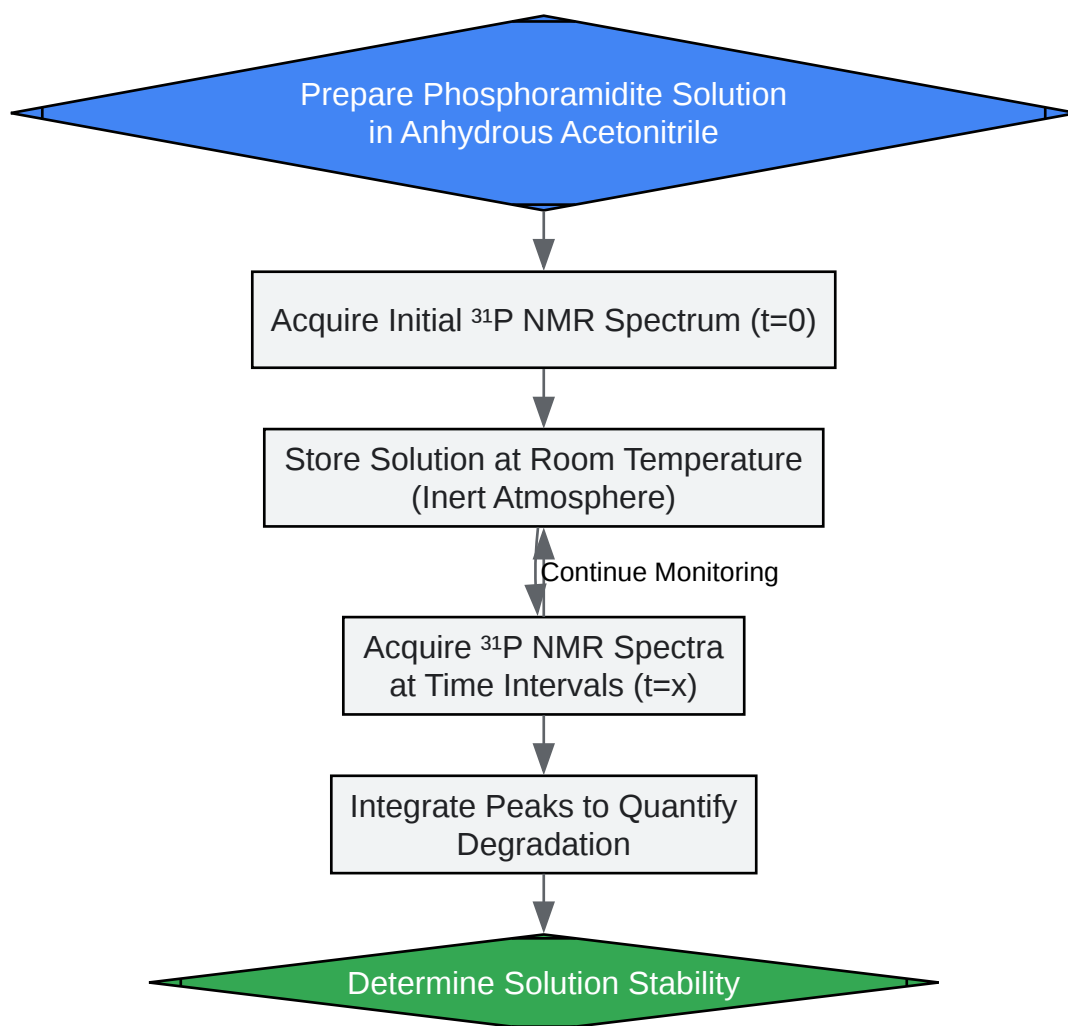 Prepare Phosphoramidite Solution
in Anhydrous Acetonitrile
Acquire Initial ³¹P NMR Spectrum (t=0)
Store Solution at Room Temperature
(Inert Atmosphere)
Continue Monitoring
Acquire ³¹P NMR Spectra
at Time Intervals (t=x)
Integrate Peaks to Quantify
Degradation
Determine Solution Stability